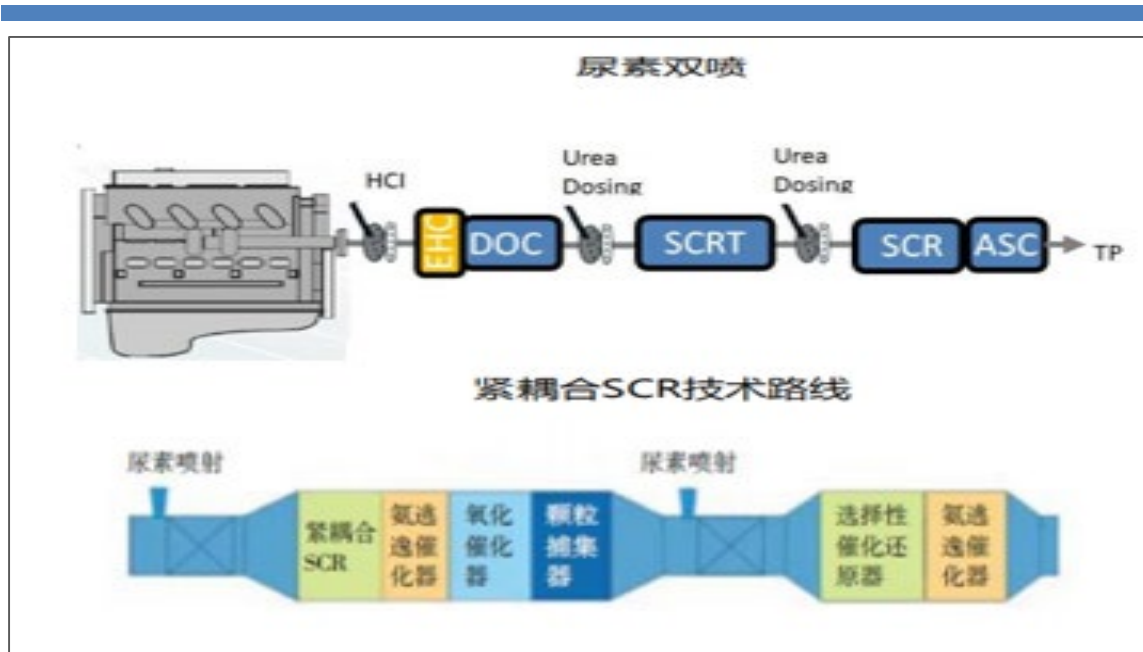 尿素双喷
HCI
Urea
Dosing
Urea
Dosing
EHC
DOC
SCRT
SCR
ASC
TP
紧耦合SCR技术路线
尿素喷射
尿素喷射
紧耦合
SCR
氨逃
逸催
化器
氧化
催化
器
颗粒
捕集
器
选择性
催化还
原器
氨逃
逸催
化器